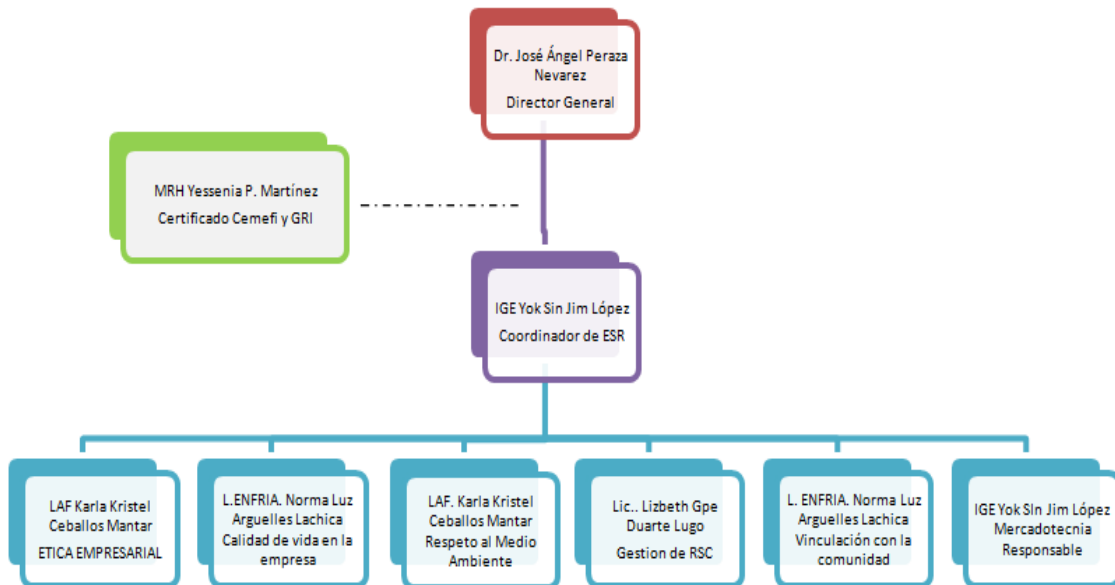 Dr. José Ángel Peraza
Nevarez
Director General
MRH Yessenia P. Martínez
Certificado Cemefi y GRI
IGE Yok Sin Jim López
Coordinador de ESR
LAF Karla Kristel
Ceballos Mantar
ETICA EMPRESARIAL
L.ENFRIA. Norma Luz
Arguelles Lachica
Calidad de vida en la
empresa
LAF. Karla Kristel
Ceballos Mantar
Respeto al Medio
Ambiente
Lic.. Lizbeth Gpe
Duarte Lugo
Gestion de RSC
L. ENFRIA. Norma Luz
Arguelles Lachica
Vinculación con la
comunidad
IGE Yok SIn Jim López
Mercadotecnia
Responsable